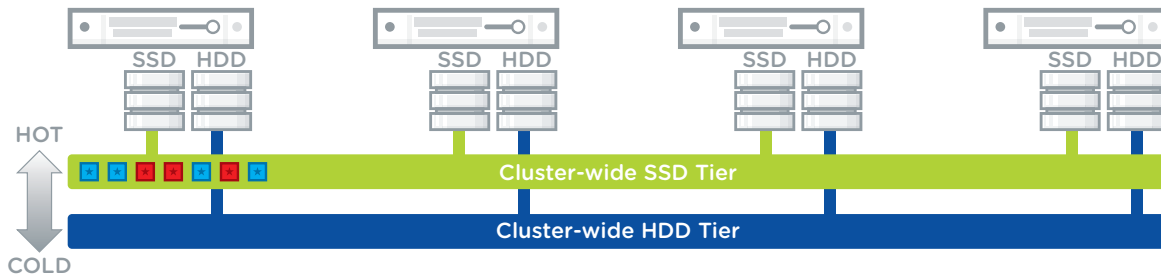 SSD HDD
SSD HDD
SSD HDD
SSD HDD
HOT
Cluster-wide SSD Tier
Cluster-wide HDD Tier
COLD